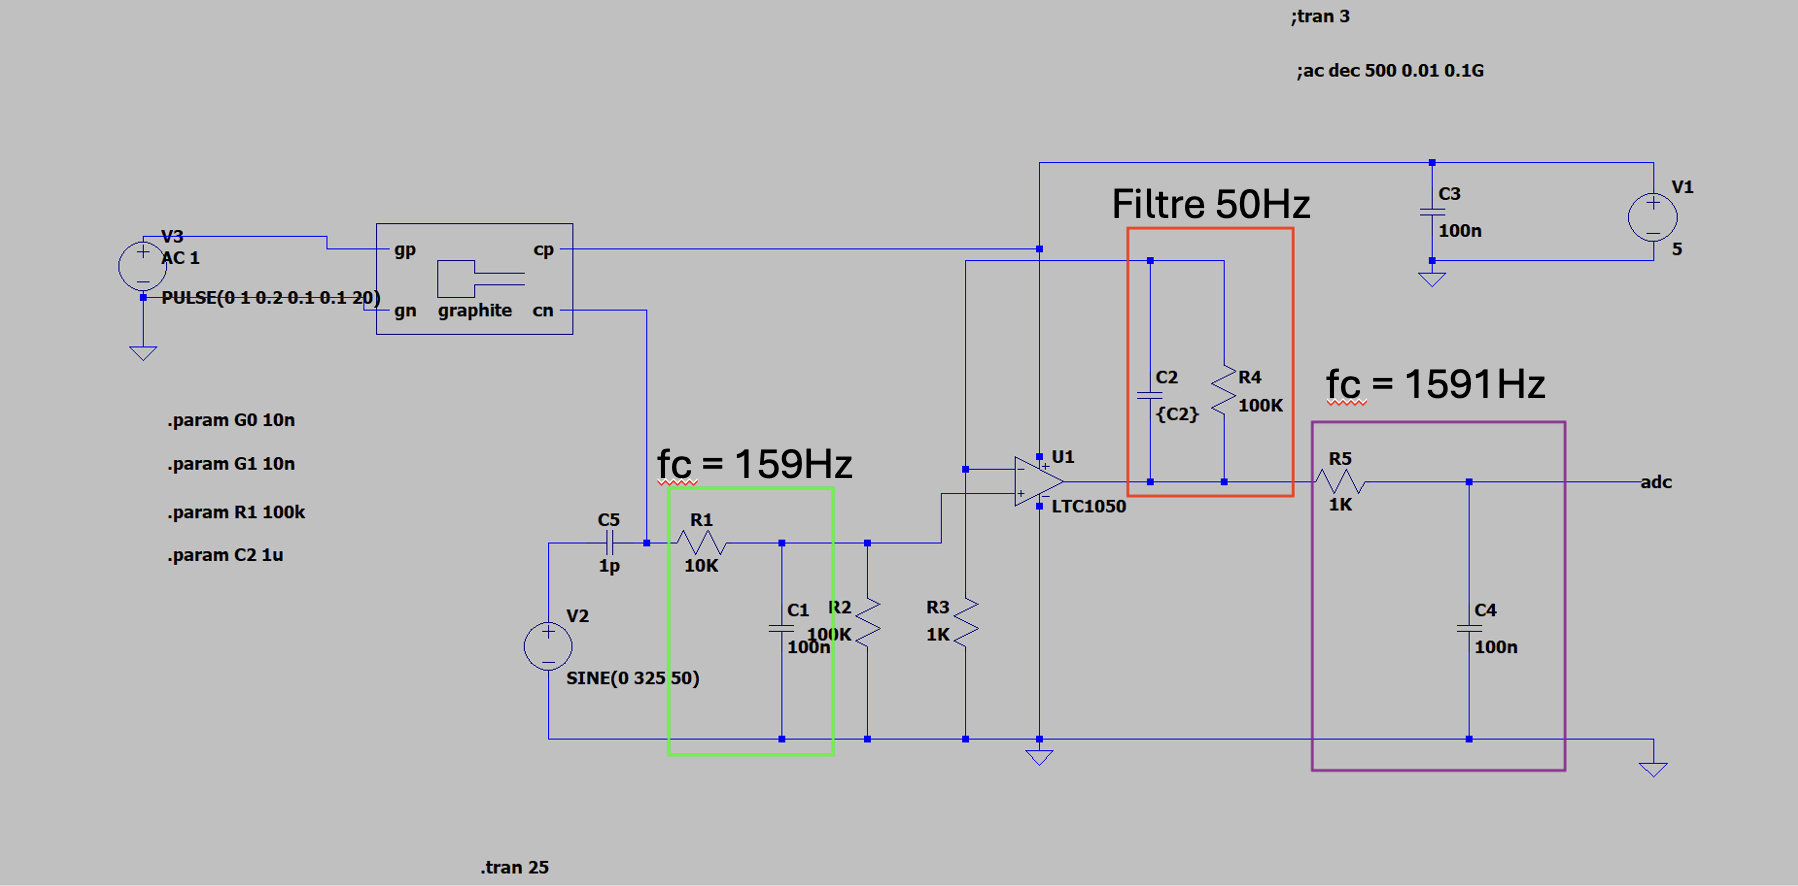 ;tran 3
;ac dec 500 0.01 0.1G
V1
5
C3
100n
Filtre 50Hz
V3
AC 1
PULSE(0 1 0.2 0.1 0.1 20)
gp
cp
gn
graphite
cn
C2
{C2}
R4
100K
fc = 1591Hz
.param G0 10n
.param G1 10n
.param R1 100k
.param C2 1u
fc = 159Hz
U1
LTC1050
R5
1K
adc
C5
1p
R1
10K
V2
SINE(0 325 50)
C1
100n
R2
100K
R3
1K
C4
100n
.tran 25